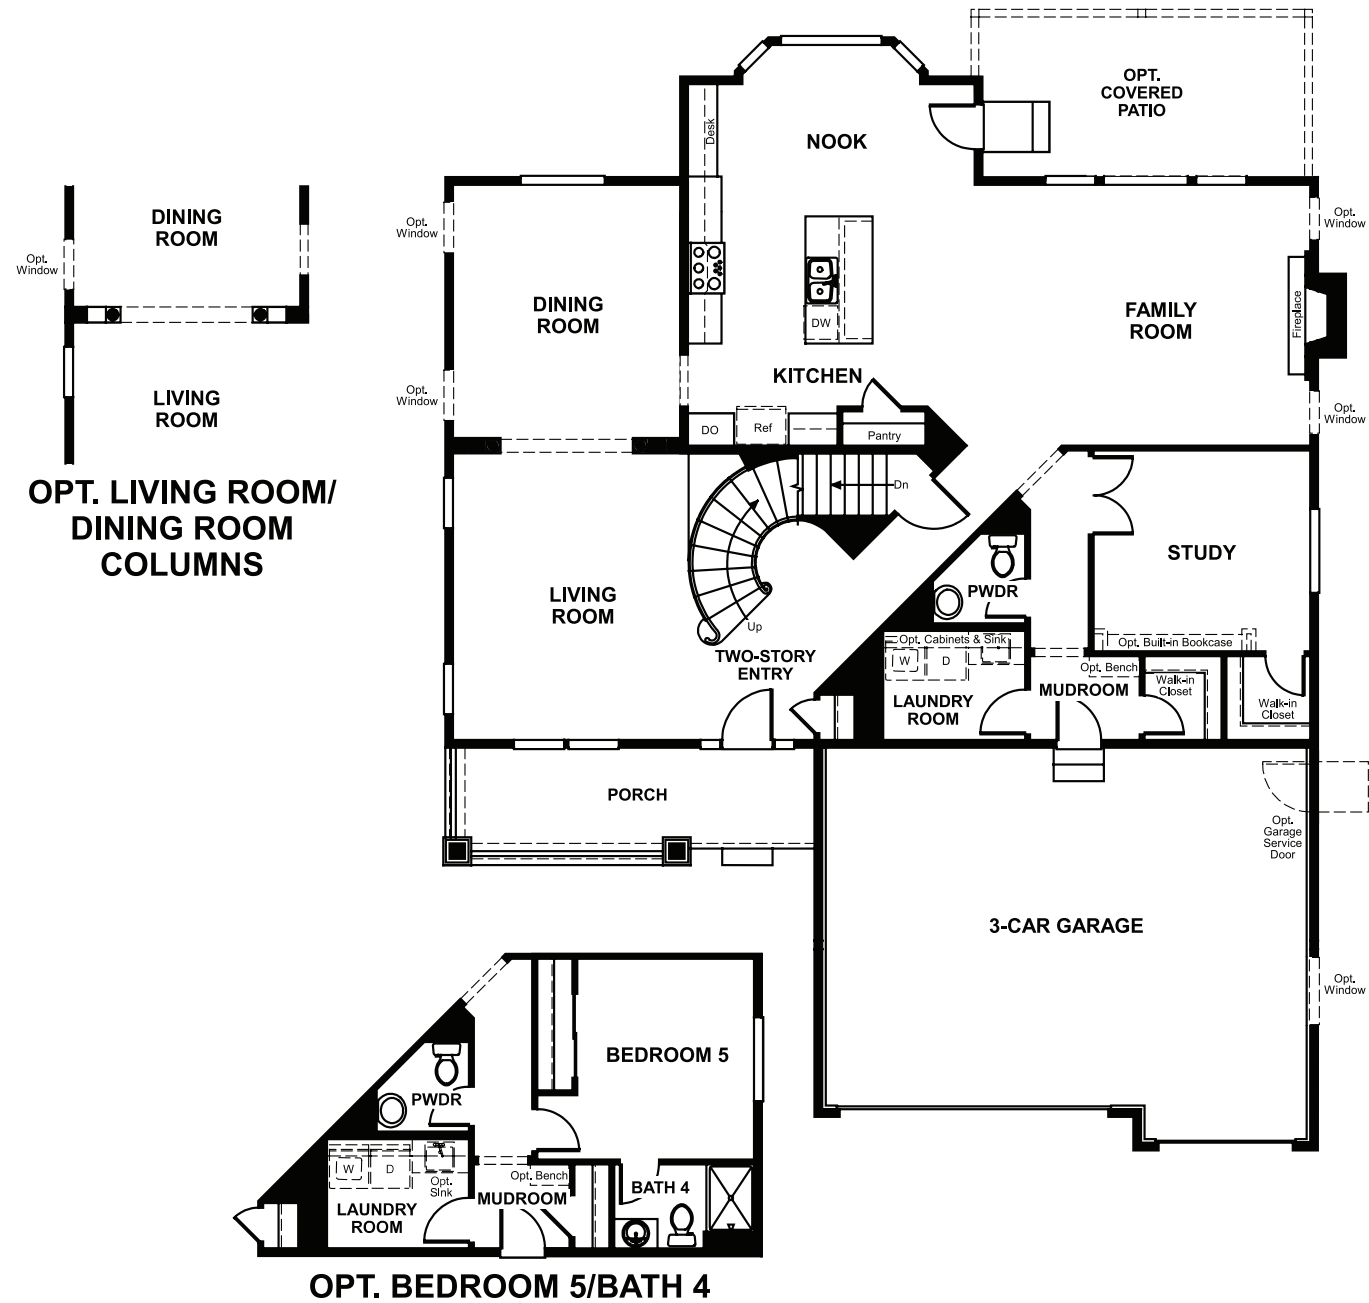 OPT.
COVERED
PATIO
NOOK
Desk
DINING
ROOM
Opt.
Window
LIVING
ROOM
OPT. LIVING ROOM/
DINING ROOM
COLUMNS
Opt.
Window
Opt.
Window
DINING
ROOM
DW
KITCHEN
DO
Ref
Pantry
FAMILY
ROOM
Fireplace
Opt.
Window
Opt.
Window
Dn
Up
LIVING
ROOM
TWO-STORY
ENTRY
STUDY
PWDR
Opt. Cabinets & Sink
W
D
LAUNDRY
ROOM
Opt. Built-in Bookcase
Opt. Bench
MUDROOM
Walk-in
Closet
Walk-in
Closet
PORCH
Opt.
Garage
Service
Door
3-CAR GARAGE
Opt.
Window
BEDROOM 5
PWDR
W
D
Opt.
SInk
LAUNDRY
ROOM
Opt. Bench
MUDROOM
BATH 4
OPT. BEDROOM 5/BATH 4